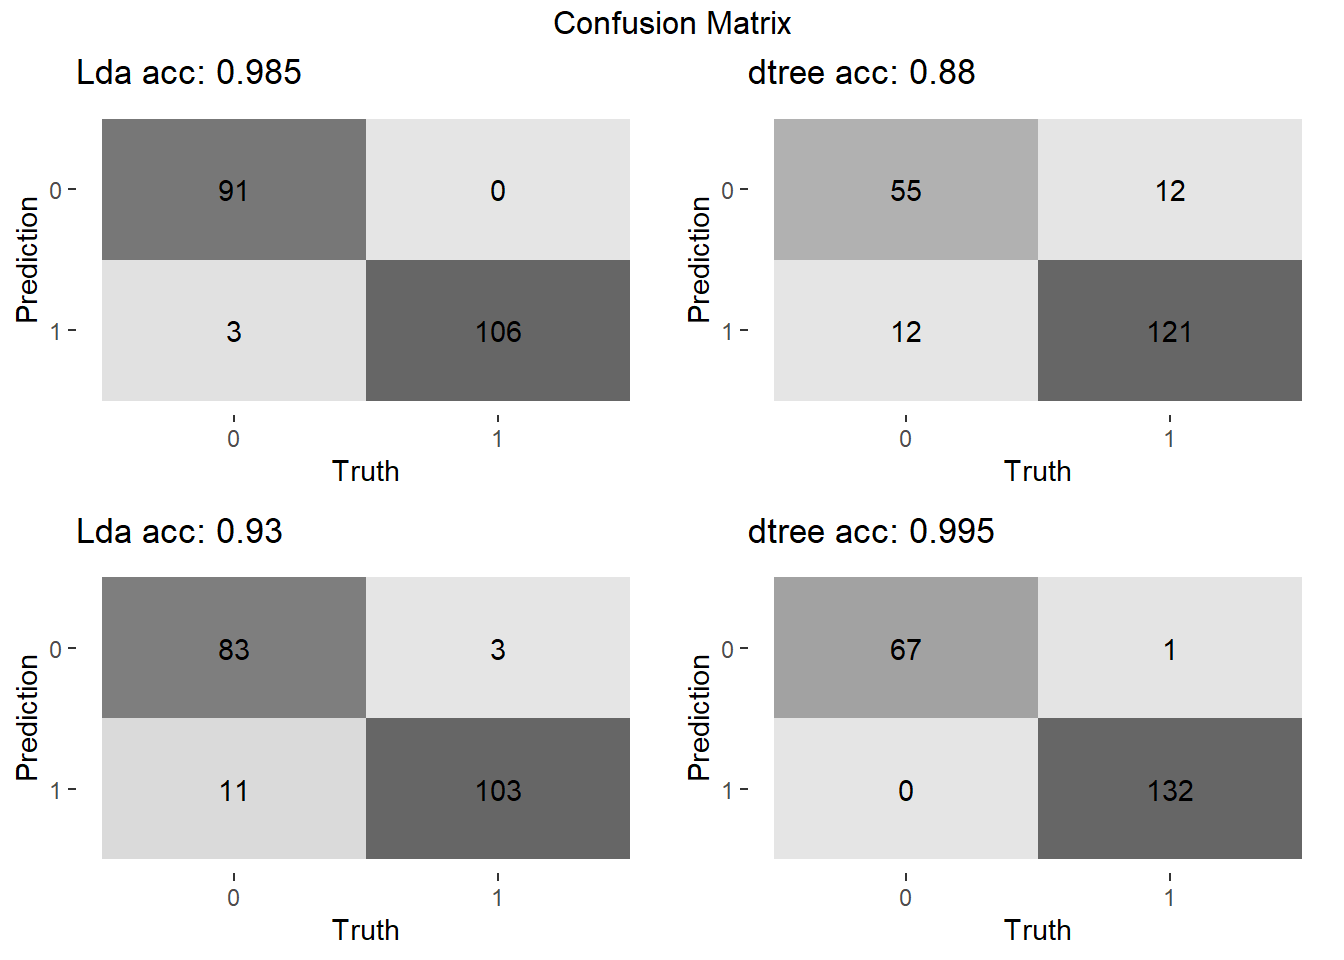 Confusion Matrix
Lda acc: 0.985
Prediction
0
91
0
1
3
106
0
1
Truth
dtree acc: 0.88
Prediction
0
55
12
1
12
121
0
1
Truth
Lda acc: 0.93
Prediction
0
83
3
1
11
103
0
1
Truth
dtree acc: 0.995
Prediction
0
67
1
1
0
132
0
1
Truth